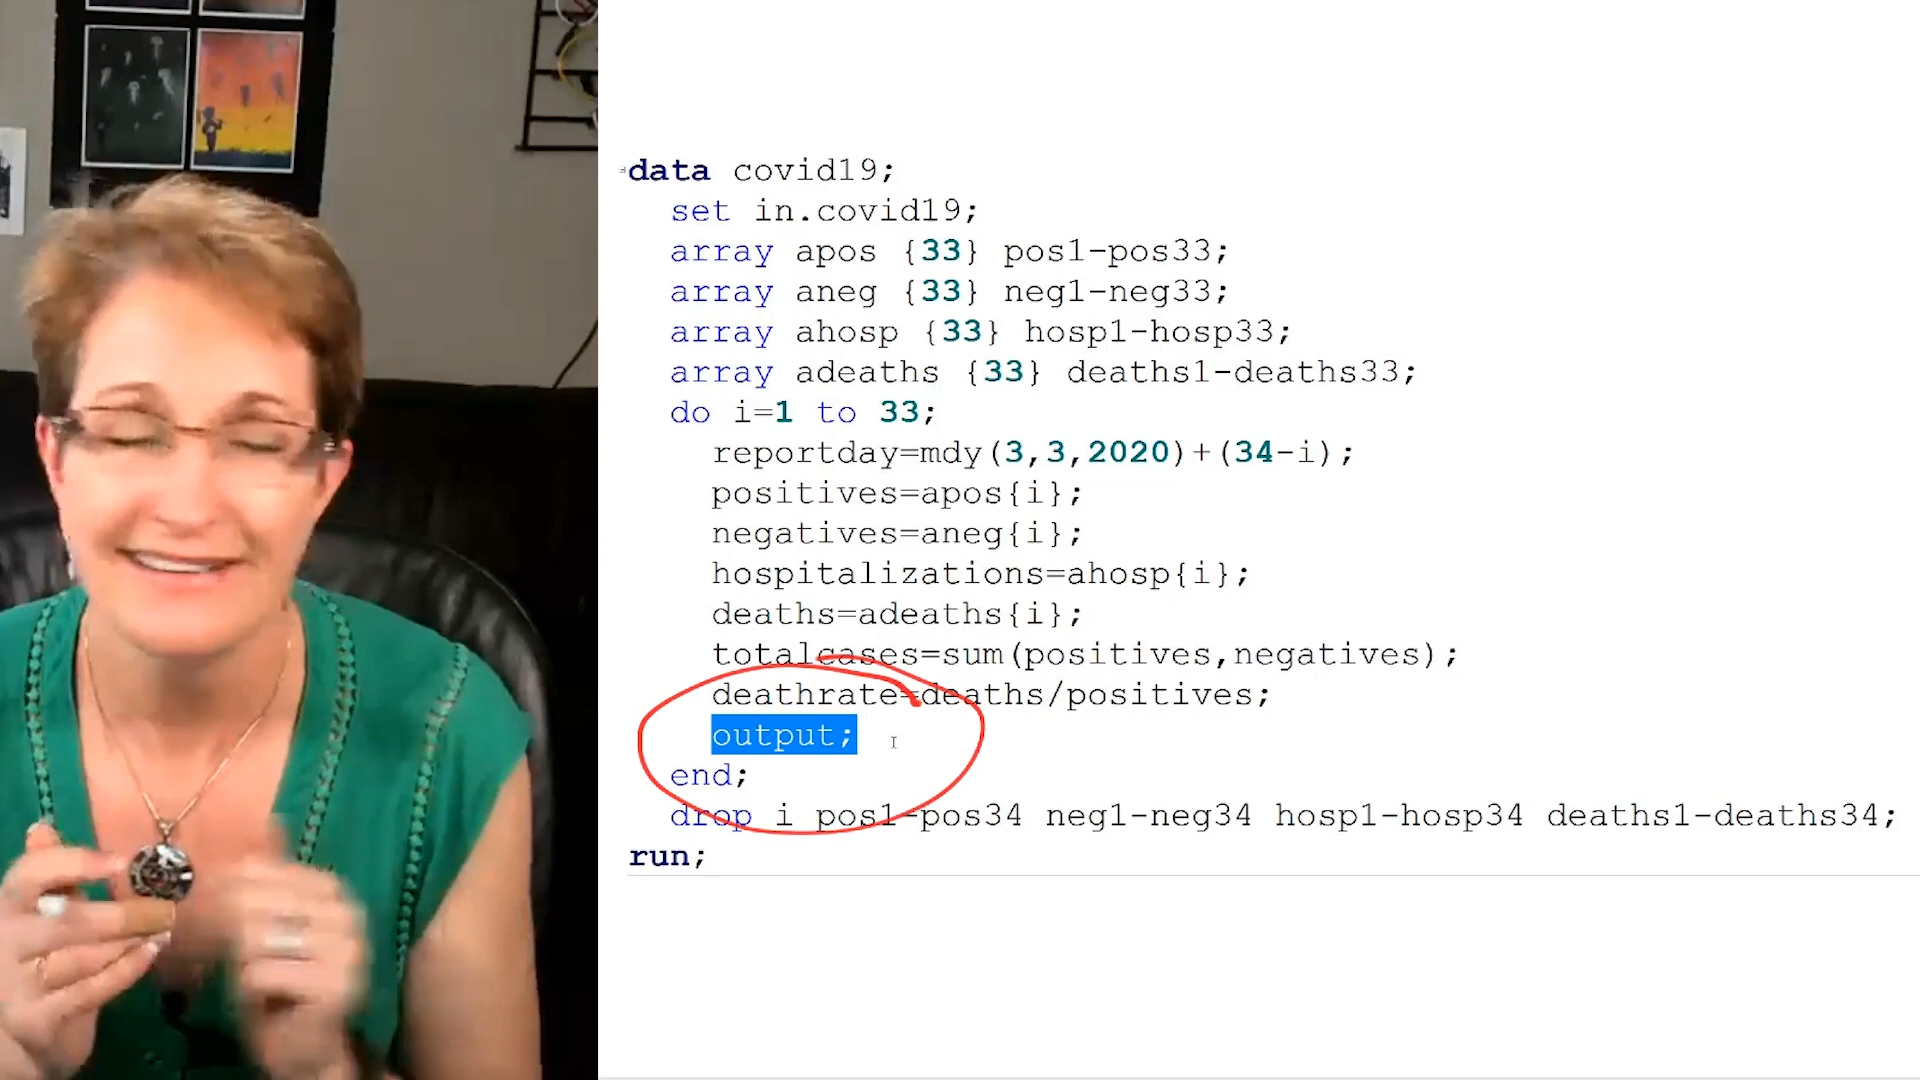 data covid19;
set in.covid19;
array apos {33} pos1-pos33;
array aneg {33} neg1-neg33;
array ahosp {33} hosp1-hosp33;
array adeaths {33} deaths1-deaths33;
do i=1 to 33;
reportday=mdy(3,3,2020)+(34-i);
positives=apos{i};
negatives=aneg{i};
hospitalizations=ahosp{i};
deaths=adeaths{i};
totalcases=sum(positives,negatives);
deathrate=deaths/positives;
output;
end;
drop i pos1-pos34 neg1-neg34 hosp1-hosp34 deaths1-deaths34;
run;